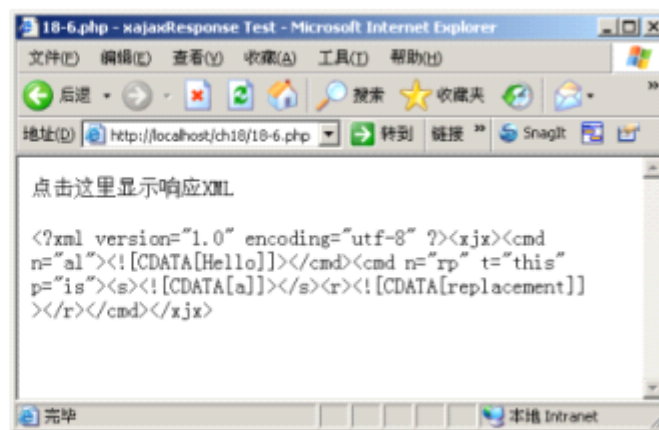 18-6.php - xajaxResponse Test - Microsoft Internet Explorer
文件(F) 编辑(E) 查看(V) 收藏(A) 工具(T) 帮助(H)
后退 搜索 收藏夹 »
地址(D) http://localhost/ch18/18-6.php 转到 链接 » SnagIt
点击这里显示响应XML
<?xml version="1.0" encoding="utf-8" ?><xjx><cmd
n="al"><![CDATA[Hello]]></cmd><cmd n="rp" t="this"
p="is"><s><![CDATA[a]]></s><r><![CDATA[replacement]]
></r></cmd></xjx>
完毕 本地 Intranet